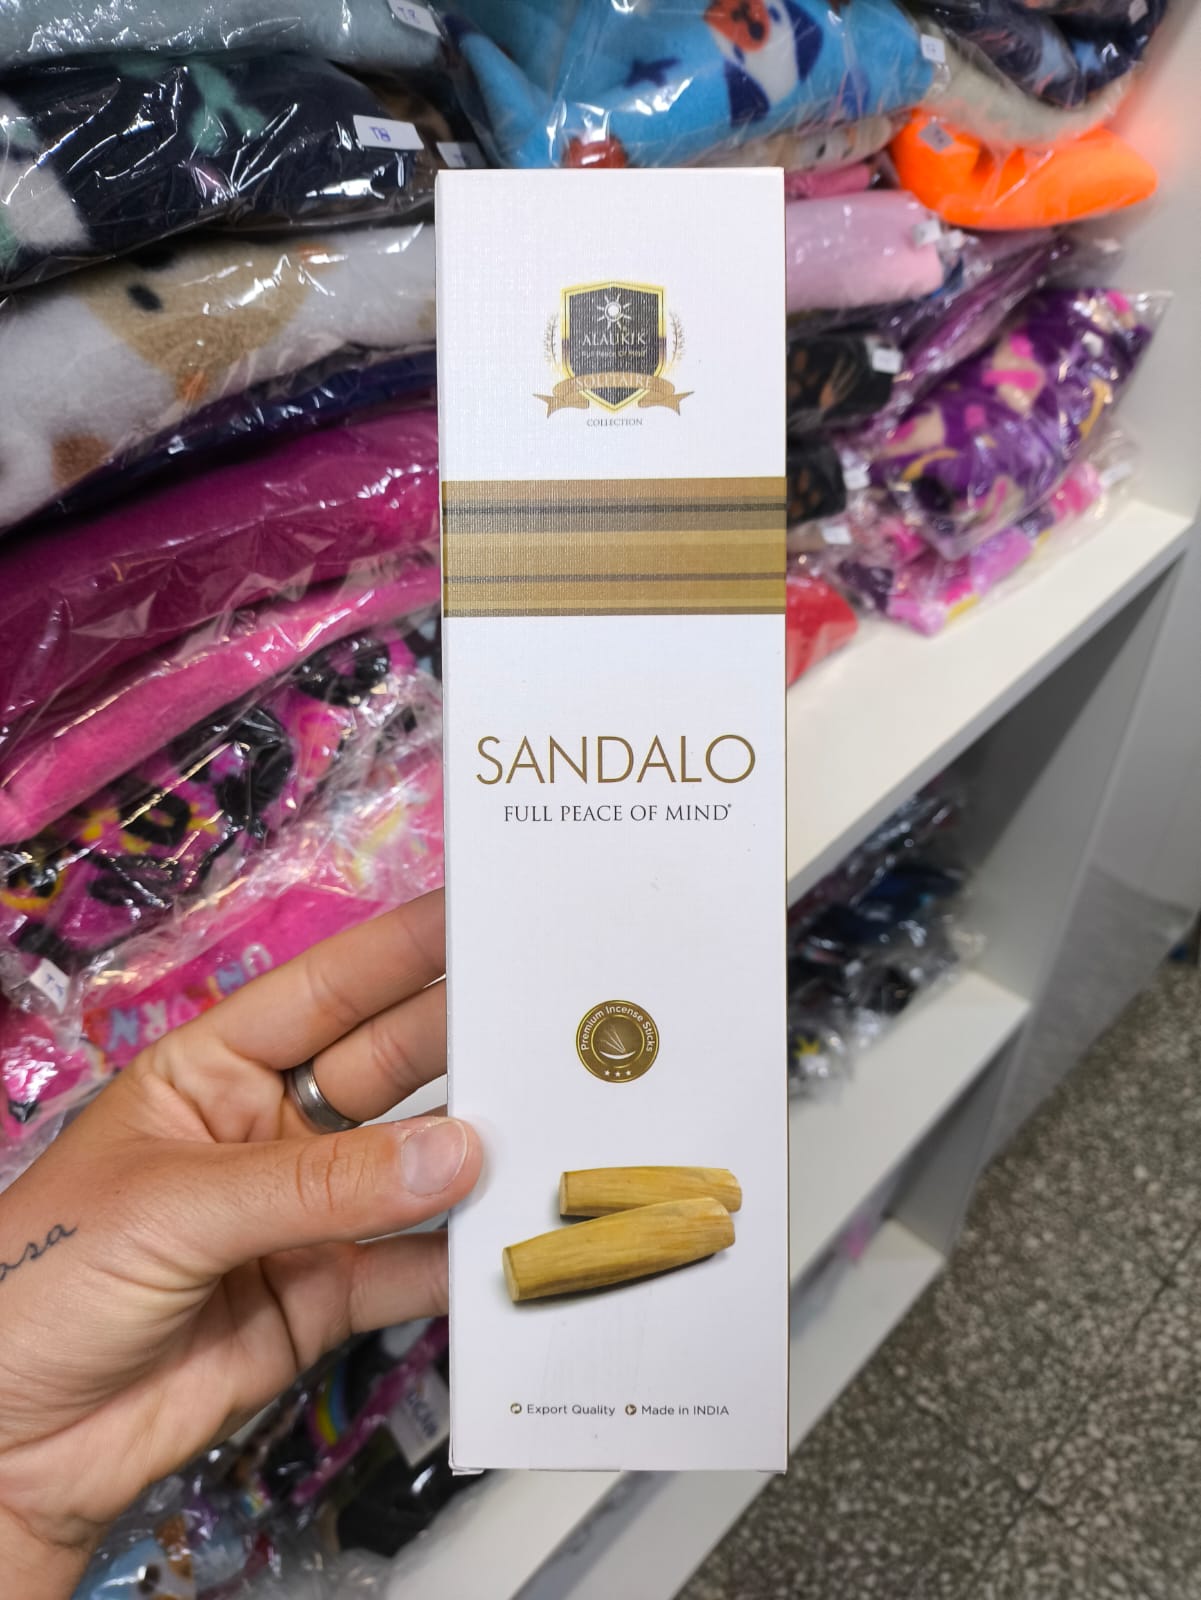 ALAUKIK
Full Peace Of Mind
SOLITAIRE
COLLECTION
SANDALO
FULL PEACE OF MIND®
Premium Incense Sticks
Export Quality Made in INDIA
T8